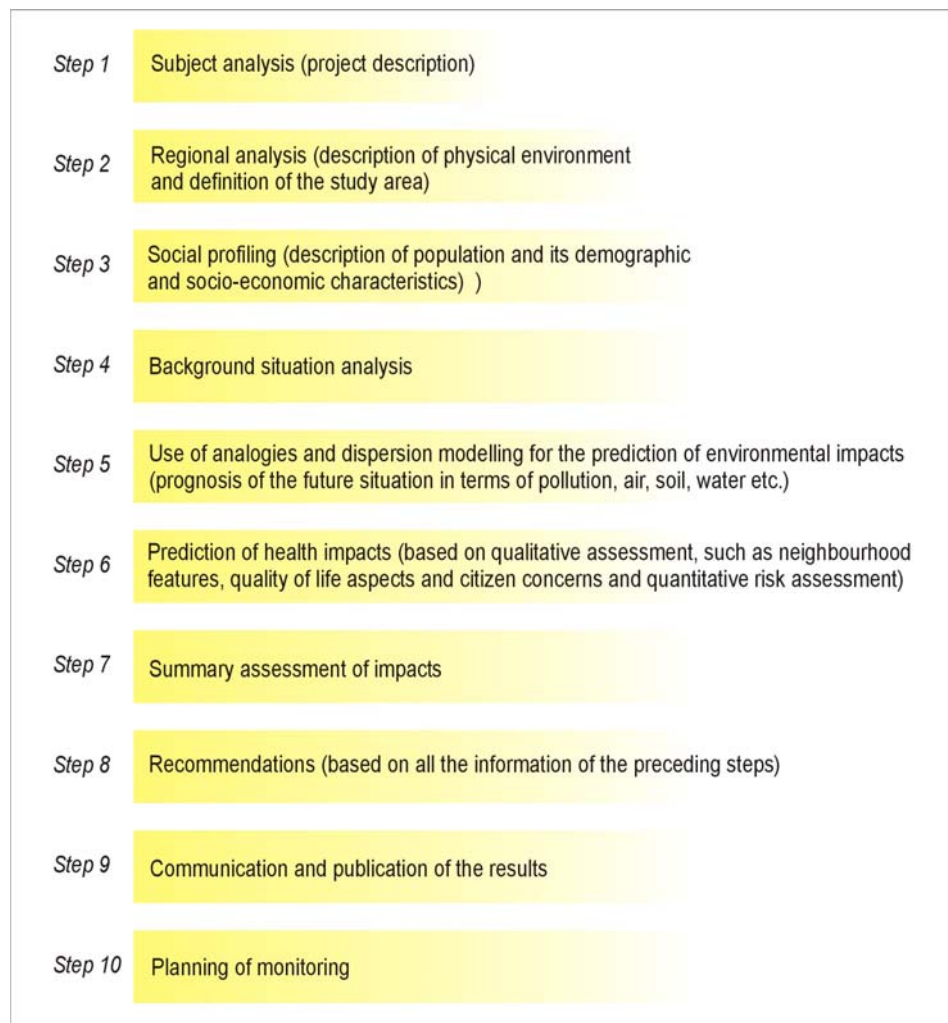 Step 1 Subject analysis (project description)
Step 2 Regional analysis (description of physical environment
and definition of the study area)
Step 3 Social profiling (description of population and its demographic
and socio-economic characteristics) )
Step 4 Background situation analysis
Step 5 Use of analogies and dispersion modelling for the prediction of environmental impacts
(prognosis of the future situation in terms of pollution, air, soil, water etc.)
Step 6 Prediction of health impacts (based on qualitative assessment, such as neighbourhood
features, quality of life aspects and citizen concerns and quantitative risk assessment)
Step 7 Summary assessment of impacts
Step 8 Recommendations (based on all the information of the preceding steps)
Step 9 Communication and publication of the results
Step 10 Planning of monitoring